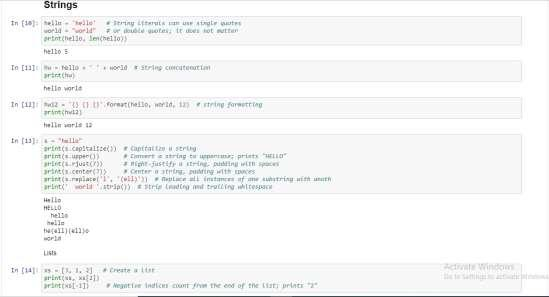 Strings
In [10]: hello = 'hello' # String literals can use single quotes
world = "world" # or double quotes; it does not matter
print(hello, len(hello))
hello 5
In [11]: hw = hello + ' ' + world # String concatenation
print(hw)
hello world
In [12]: hw12 = '{} {} {}'.format(hello, world, 12) # string formatting
print(hw12)
hello world 12
In [13]: s = "hello"
print(s.capitalize()) # Capitalize a string
print(s.upper()) # Convert a string to uppercase; prints "HELLO"
print(s.rjust(7)) # Right-justify a string, padding with spaces
print(s.center(7)) # Center a string, padding with spaces
print(s.replace('l', '(ell)')) # Replace all instances of one substring with anoth
print(' world '.strip()) # Strip leading and trailing whitespace
Hello
HELLO
hello
hello
he(ell)(ell)o
world
Lists
In [14]: xs = [3, 1, 2] # Create a list
print(xs, xs[2])
print(xs[-1]) # Negative indices count from the end of the list; prints "2"
Activate Windows
Go to Settings to activate Windows